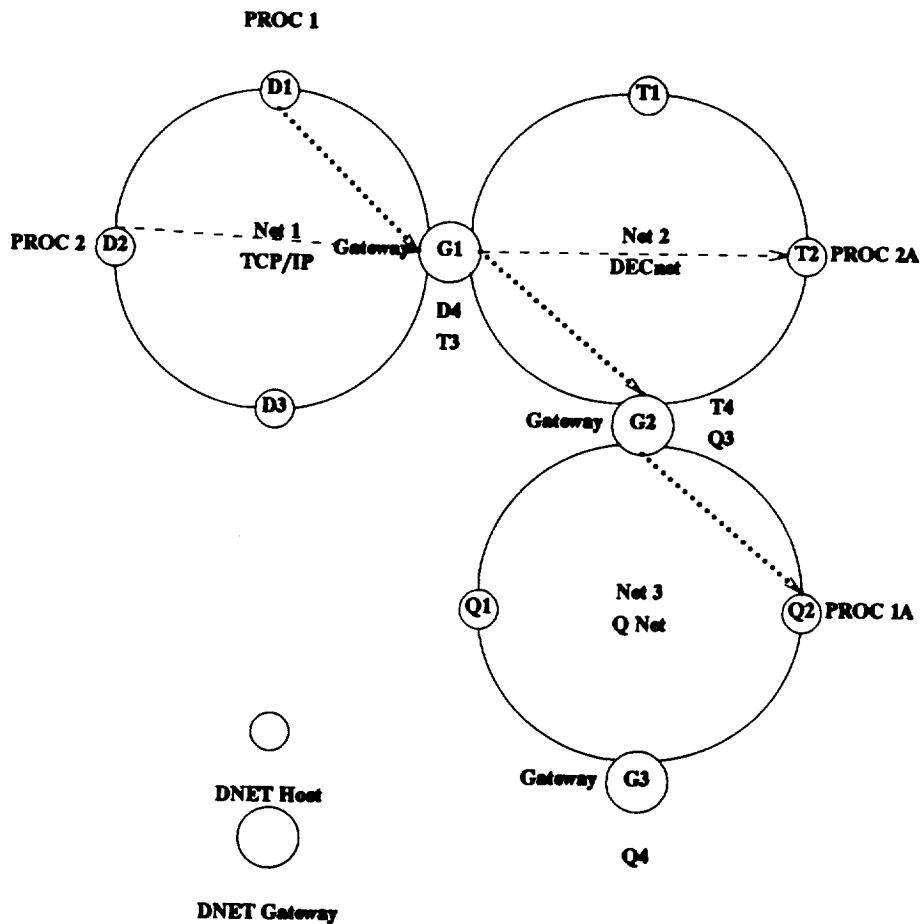 PROC 1
D1
T1
PROC 2
D2
Net 1
TCP/IP
Gateway
G1
Net 2
DECnet
T2
PROC 2A
D4
T3
D3
Gateway
G2
T4
Q3
Q1
Net 3
Q Net
Q2
PROC 1A
DNET Host
Gateway
G3
Q4
DNET Gateway